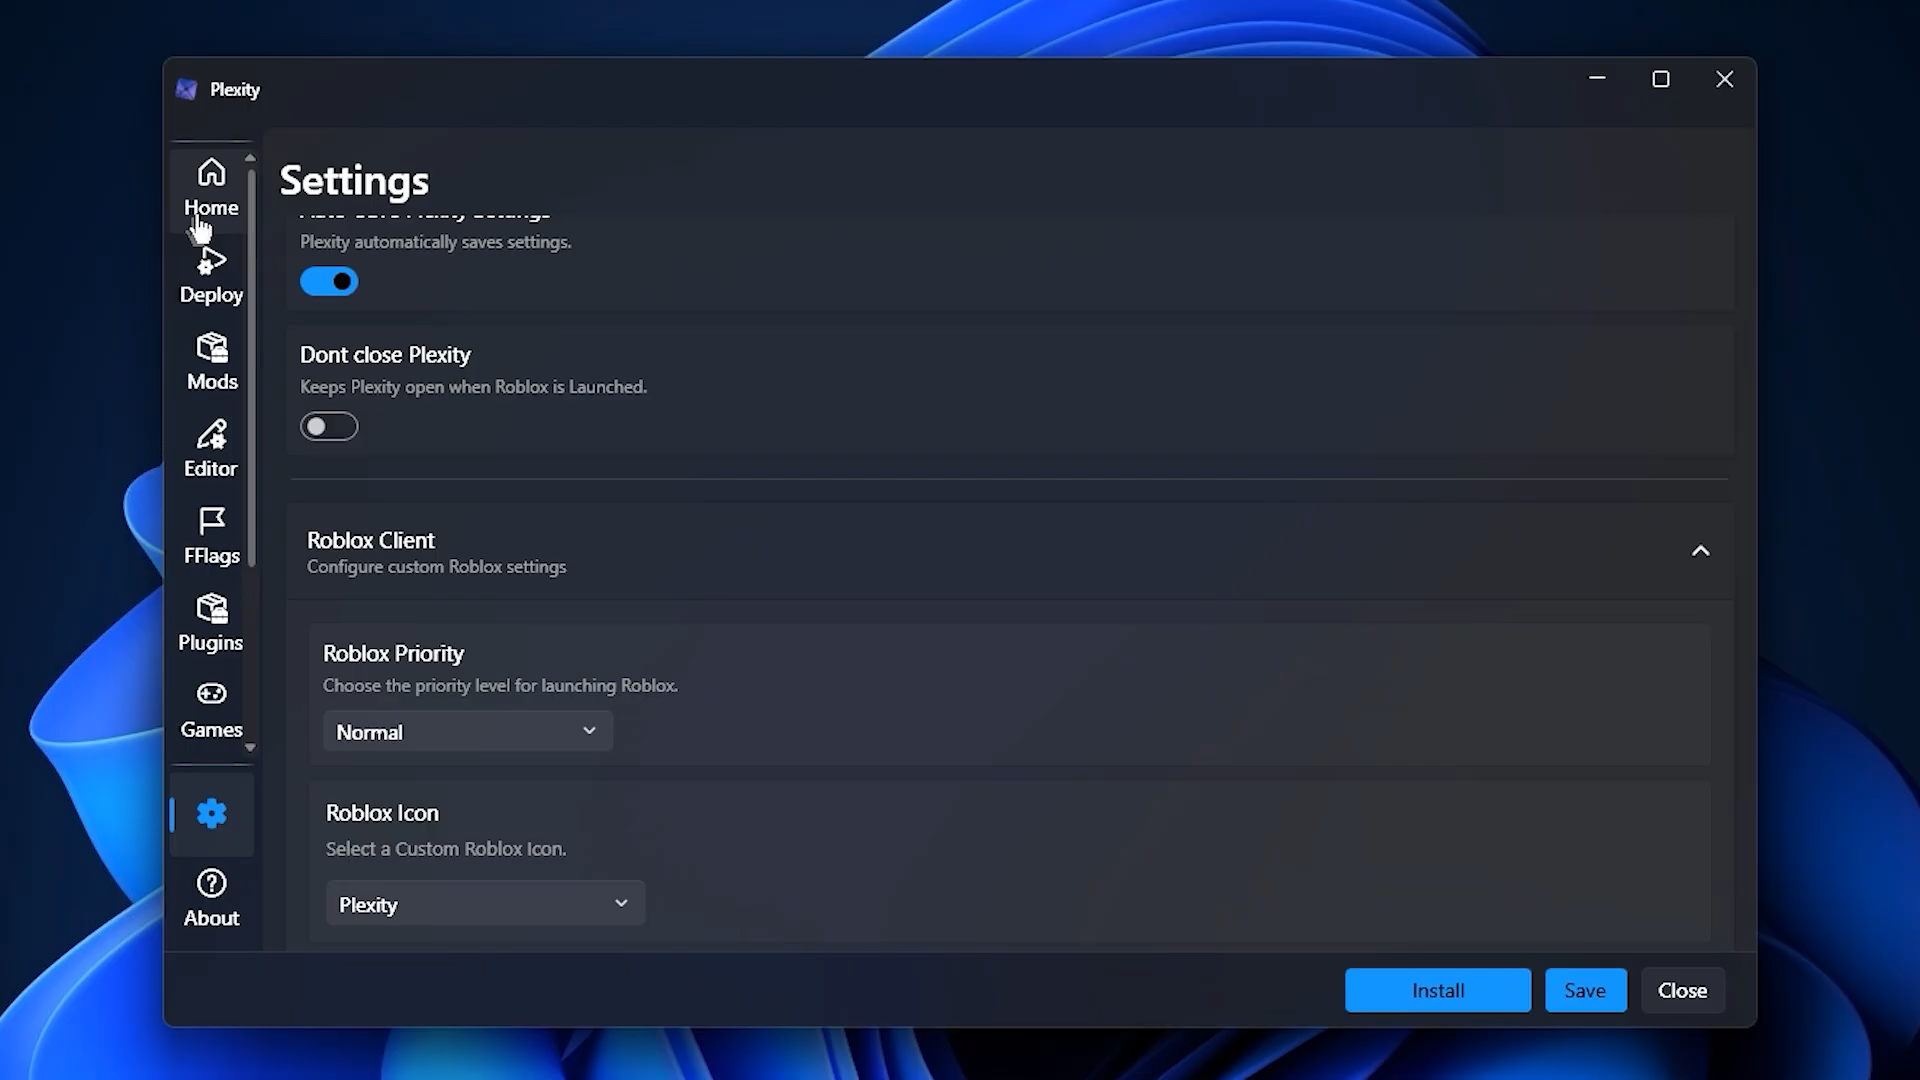 Plexity
Home
Deploy
Mods
Editor
FFlags
Plugins
Games
About
Settings
Plexity automatically saves settings.
Dont close Plexity
Keeps Plexity open when Roblox is Launched.
Roblox Client
Configure custom Roblox settings
Roblox Priority
Choose the priority level for launching Roblox.
Normal
Roblox Icon
Select a Custom Roblox Icon.
Plexity
Install
Save
Close